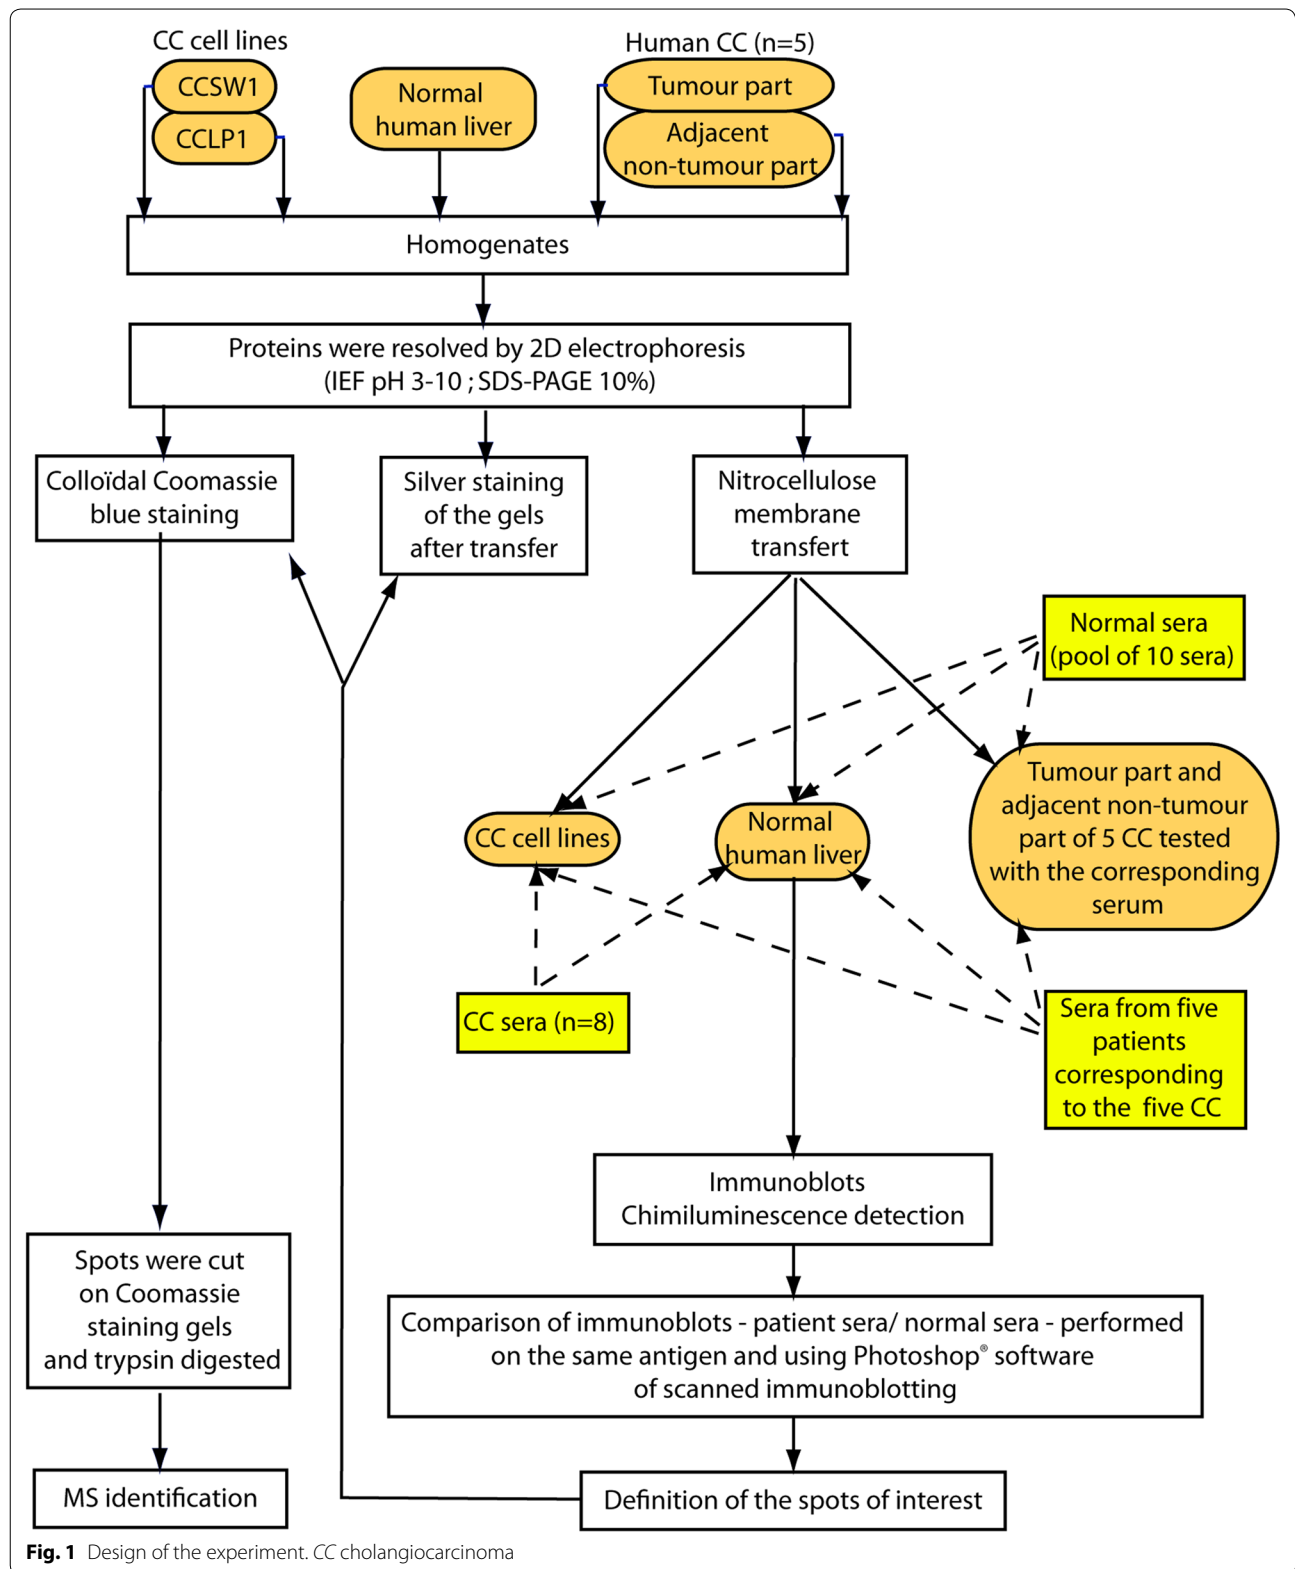 CC cell lines
CCSW1
CCLP1
Normal
human liver
Human CC (n=5)
Tumour part
Adjacent
non-tumour part
Homogenates
Proteins were resolved by 2D electrophoresis
(IEF pH 3-10 ; SDS-PAGE 10%)
Colloïdal Coomassie
blue staining
Silver staining
of the gels
after transfer
Nitrocellulose
membrane
transfert
Normal sera
(pool of 10 sera)
CC cell lines
Normal
human liver
Tumour part and
adjacent non-tumour
part of 5 CC tested
with the corresponding
serum
CC sera (n=8)
Sera from five
patients
corresponding
to the five CC
Immunoblots
Chimiluminescence detection
Spots were cut
on Coomassie
staining gels
and trypsin digested
Comparison of immunoblots - patient sera/ normal sera - performed
on the same antigen and using Photoshop® software
of scanned immunoblotting
MS identification
Definition of the spots of interest
Fig. 1 Design of the experiment. CC cholangiocarcinoma